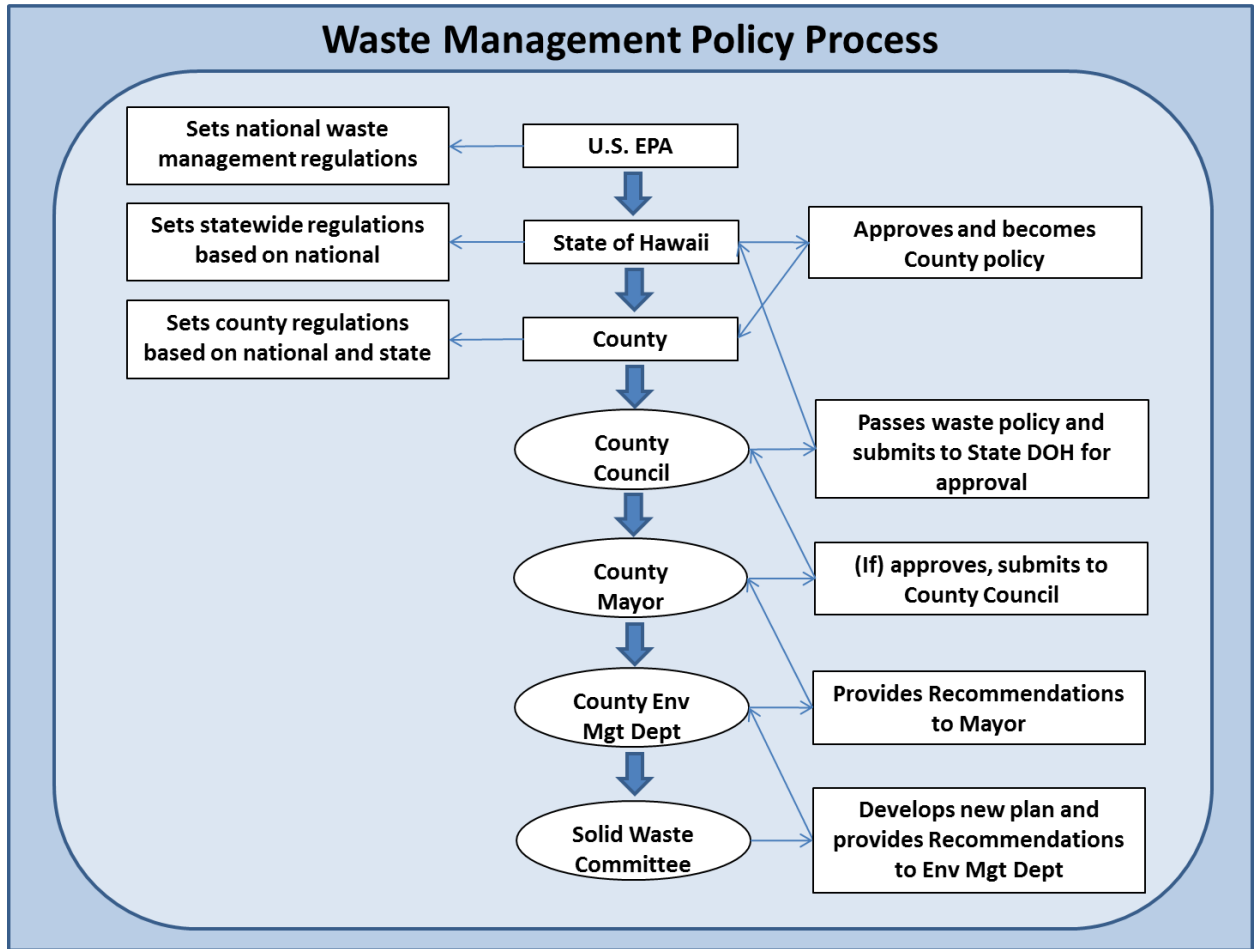 Waste Management Policy Process
Sets national waste
management regulations
U.S. EPA
Sets statewide regulations
based on national
State of Hawaii
Approves and becomes
County policy
Sets county regulations
based on national and state
County
County
Council
Passes waste policy and
submits to State DOH for
approval
County
Mayor
(If) approves, submits to
County Council
County Env
Mgt Dept
Provides Recommendations
to Mayor
Solid Waste
Committee
Develops new plan and
provides Recommendations
to Env Mgt Dept